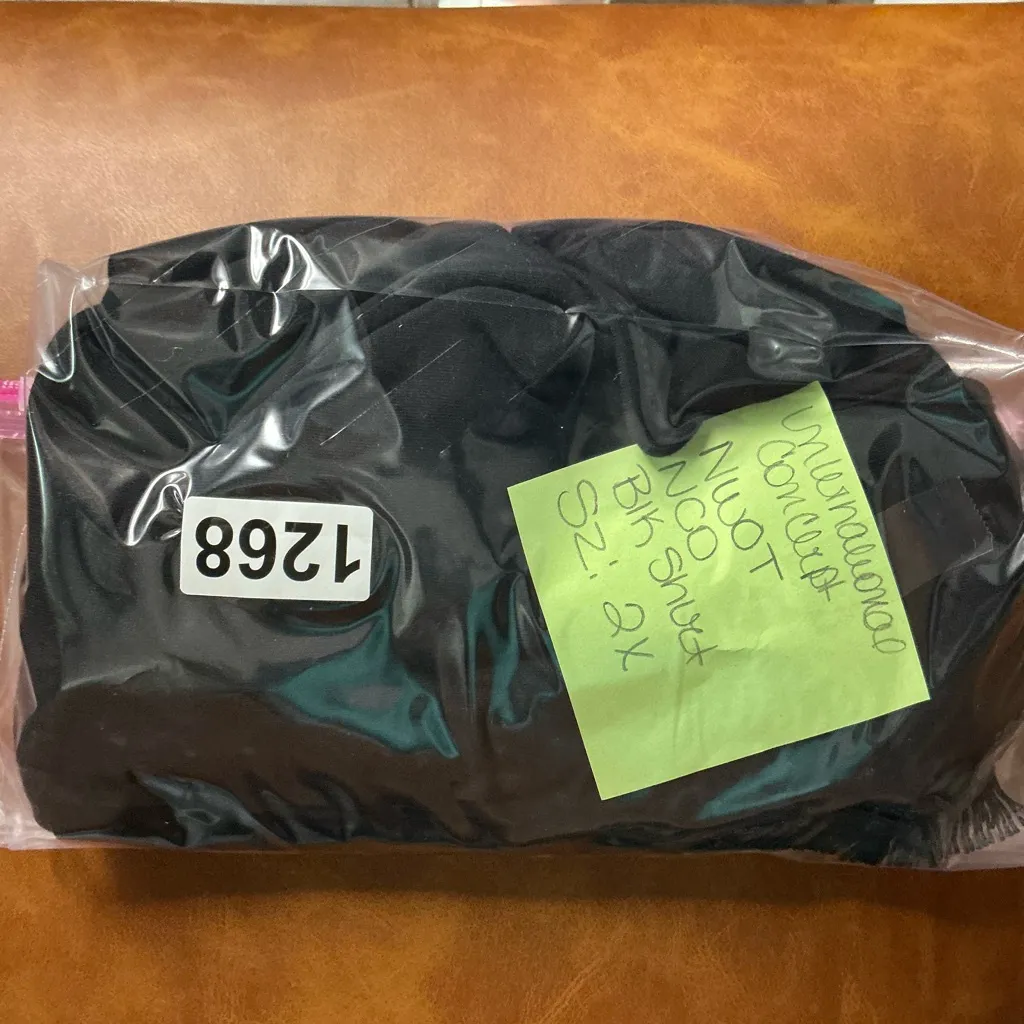 1268
International
Concept
NWOT
NCO
Blk Shirt
SZ: 2X